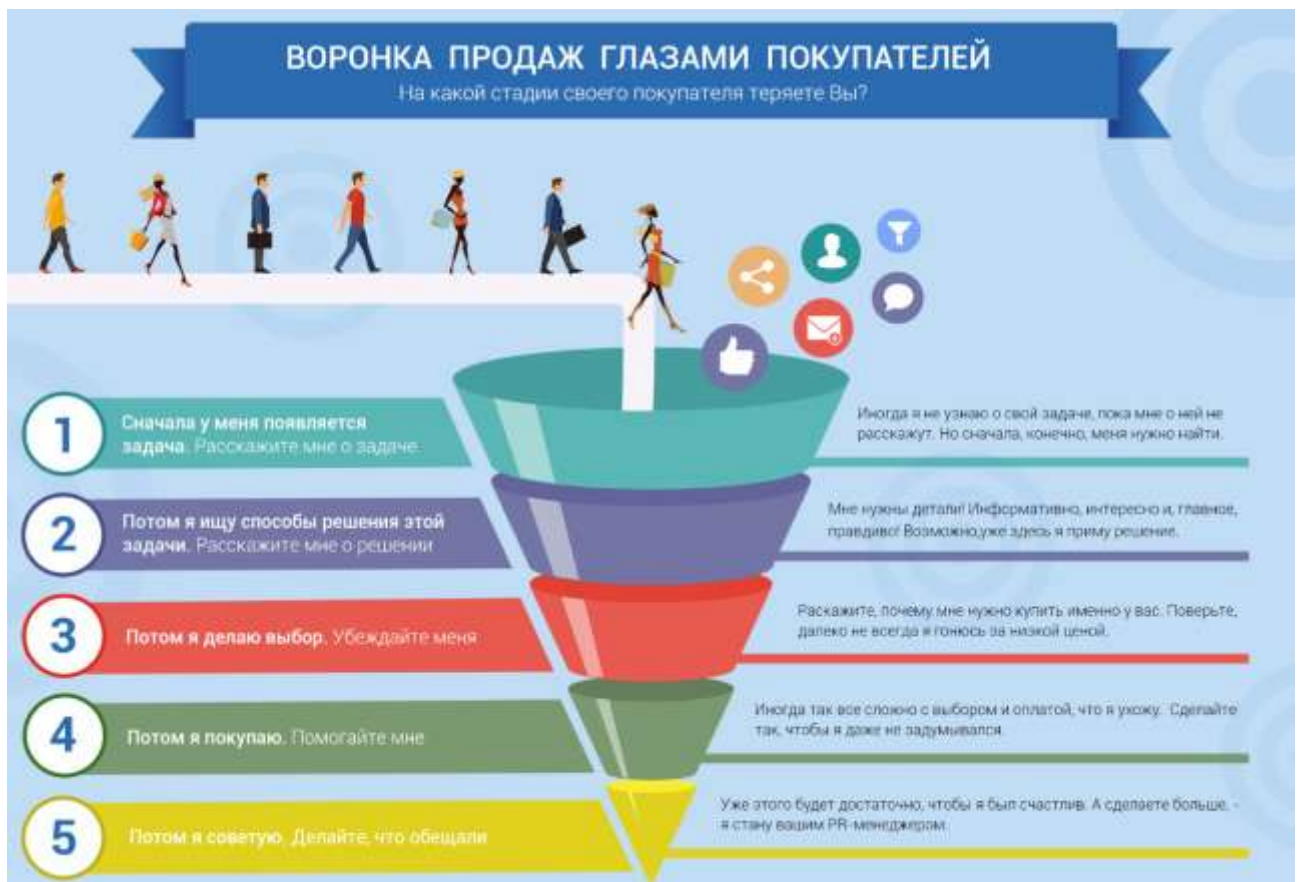 ВОРОНКА ПРОДАЖ ГЛАЗАМИ ПОКУПАТЕЛЕЙ
На какой стадии своего покупателя теряете Вы?
1
Сначала у меня появляется
задача. Расскажите мне о задаче
Иногда я не узнаю о свой задаче, пока мне о ней не
расскажут. Но сначала, конечно, меня нужно найти.
2
Потом я ищу способы решения этой
задачи. Расскажите мне о решении
Мне нужны детали! Информативно, интересно и, главное,
правдиво! Возможно,уже здесь я приму решение.
3
Потом я делаю выбор. Убеждайте меня
Раскажите, почему мне нужно купить именно у вас. Поверьте,
далеко не всегда я гонюсь за низкой ценой.
4
Потом я покупаю. Помогайте мне
Иногда так все сложно с выбором и оплатой, что я ухожу. Сделайте
так, чтобы я даже не задумывался.
5
Потом я советую. Делайте, что обещали
Уже этого будет достаточно, чтобы я был счастлив. А сделаете больше, -
я стану вашим PR-менеджером.